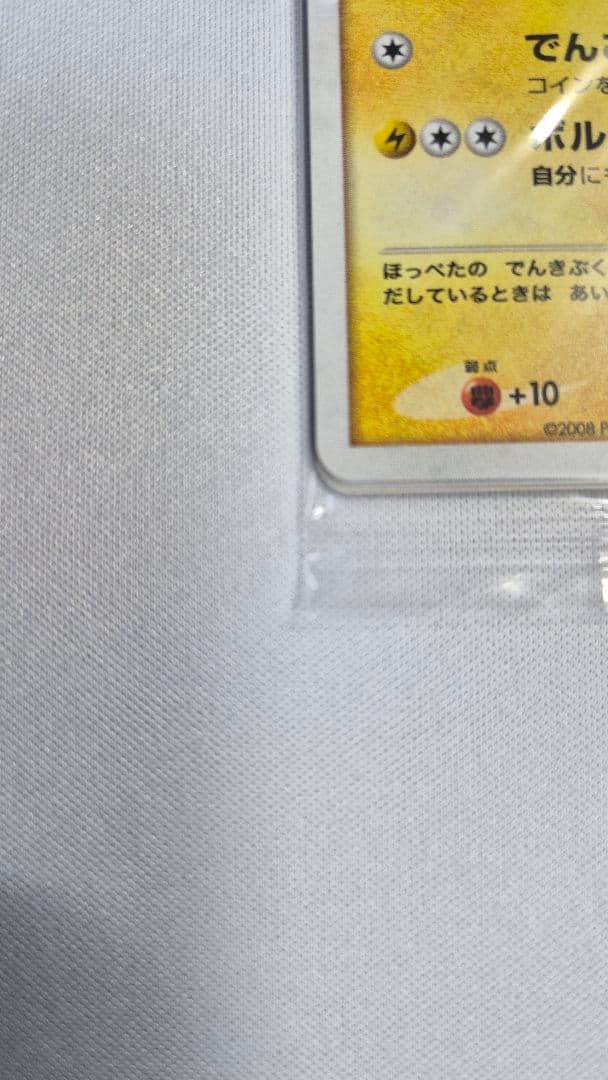 でん
コインを
ボル
自分に
ほっぺたの でんきぶく
だしているときは あい
弱点
+10
©2008 P